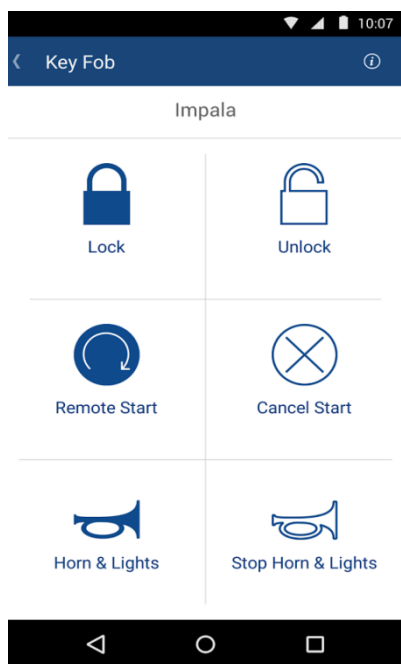 10:07
Key Fob
Impala
Lock Unlock
Remote Start Cancel Start
Horn & Lights Stop Horn & Lights